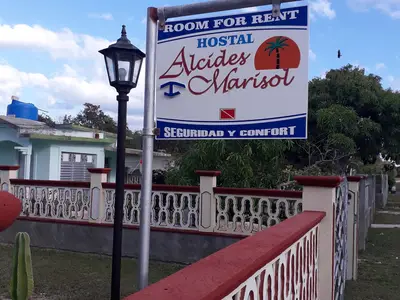 ROOM FOR RENT
HOSTAL
Alcides
Marisol
SEGURIDAD Y CONFORT